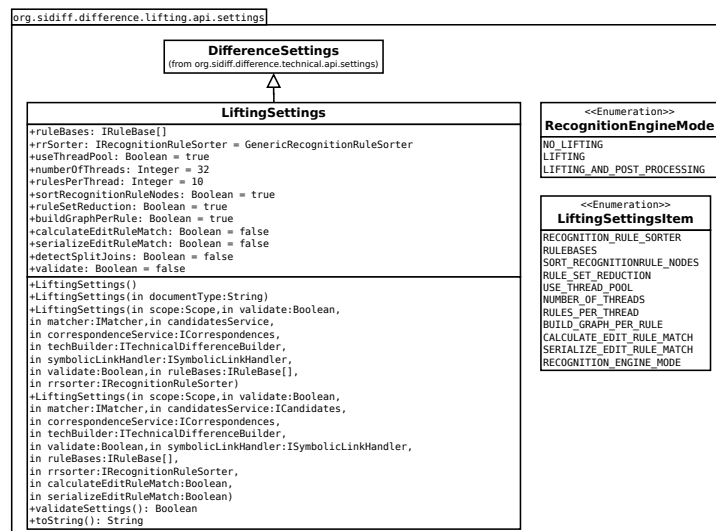 org.sidiff.difference.lifting.api.settings
DifferenceSettings
(from org.sidiff.difference.technical.api.settings)
LiftingSettings
+ruleBases: IRuleBase[]
+rrSorter: IRecognitionRuleSorter = GenericRecognitionRuleSorter
+useThreadPool: Boolean = true
+numberOfThreads: Integer = 32
+rulesPerThread: Integer = 10
+sortRecognitionRuleNodes: Boolean = true
+ruleSetReduction: Boolean = true
+buildGraphPerRule: Boolean = true
+calculateEditRuleMatch: Boolean = false
+serializeEditRuleMatch: Boolean = false
+detectSplitJoins: Boolean = false
+validate: Boolean = false
+LiftingSettings()
+LiftingSettings(in documentType:String)
+LiftingSettings(in scope:Scope,in validate:Boolean,
in matcher:IMatcher,in candidatesService,
in correspondenceService:ICorrespondences,
in techBuilder:ITechnicalDifferenceBuilder,
in symbolicLinkHandler:ISymbolicLinkHandler,
in validate:Boolean,in ruleBases:IRuleBase[],
in rrsorter:IRecognitionRuleSorter)
+LiftingSettings(in scope:Scope,in validate:Boolean,
in matcher:IMatcher,in candidatesService:ICandidates,
in correspondenceService:ICorrespondences,
in techBuilder:ITechnicalDifferenceBuilder,
in validate:Boolean,in symbolicLinkHandler:ISymbolicLinkHandler,
in ruleBases:IRuleBase[],
in rrsorter:IRecognitionRuleSorter,
in calculateEditRuleMatch:Boolean,
in serializeEditRuleMatch:Boolean)
+validateSettings(): Boolean
+toString(): String
<<Enumeration>>
RecognitionEngineMode
NO_LIFTING
LIFTING
LIFTING_AND_POST_PROCESSING
<<Enumeration>>
LiftingSettingsItem
RECOGNITION_RULE_SORTER
RULEBASES
SORT_RECOGNITIONRULE_NODES
RULE_SET_REDUCTION
USE_THREAD_POOL
NUMBER_OF_THREADS
RULES_PER_THREAD
BUILD_GRAPH_PER_RULE
CALCULATE_EDIT_RULE_MATCH
SERIALIZE_EDIT_RULE_MATCH
RECOGNITION_ENGINE_MODE